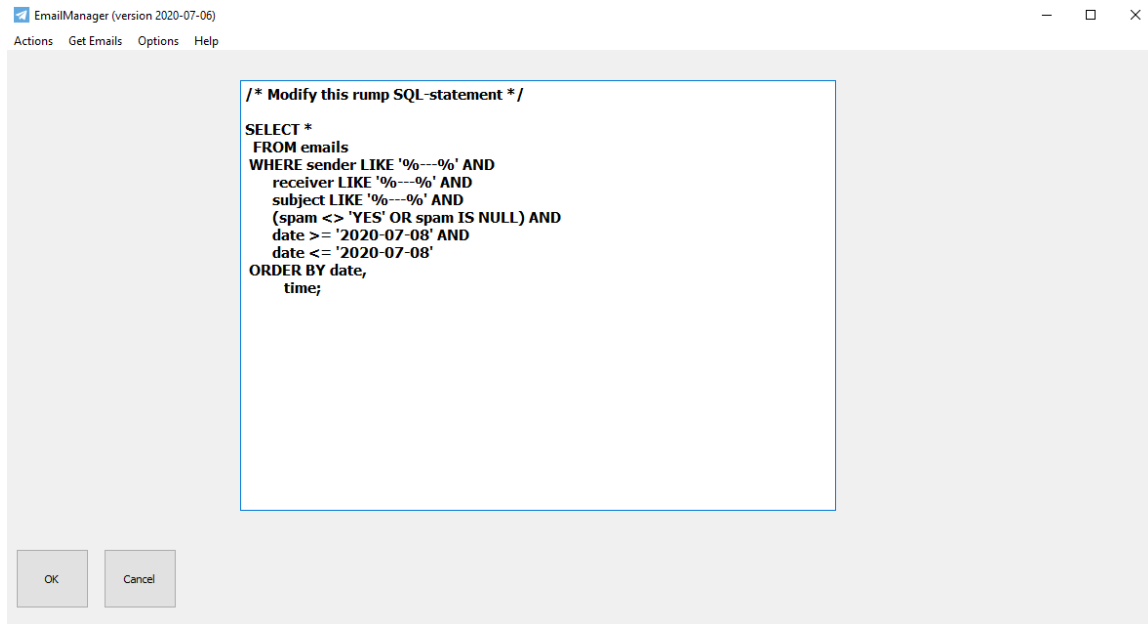 EmailManager (version 2020-07-06)
Actions Get Emails Options Help
/* Modify this rump SQL-statement */
SELECT *
FROM emails
WHERE sender LIKE '%---%' AND
receiver LIKE '%---%' AND
subject LIKE '%---%' AND
(spam <> 'YES' OR spam IS NULL) AND
date >= '2020-07-08' AND
date <= '2020-07-08'
ORDER BY date,
time;
OK Cancel